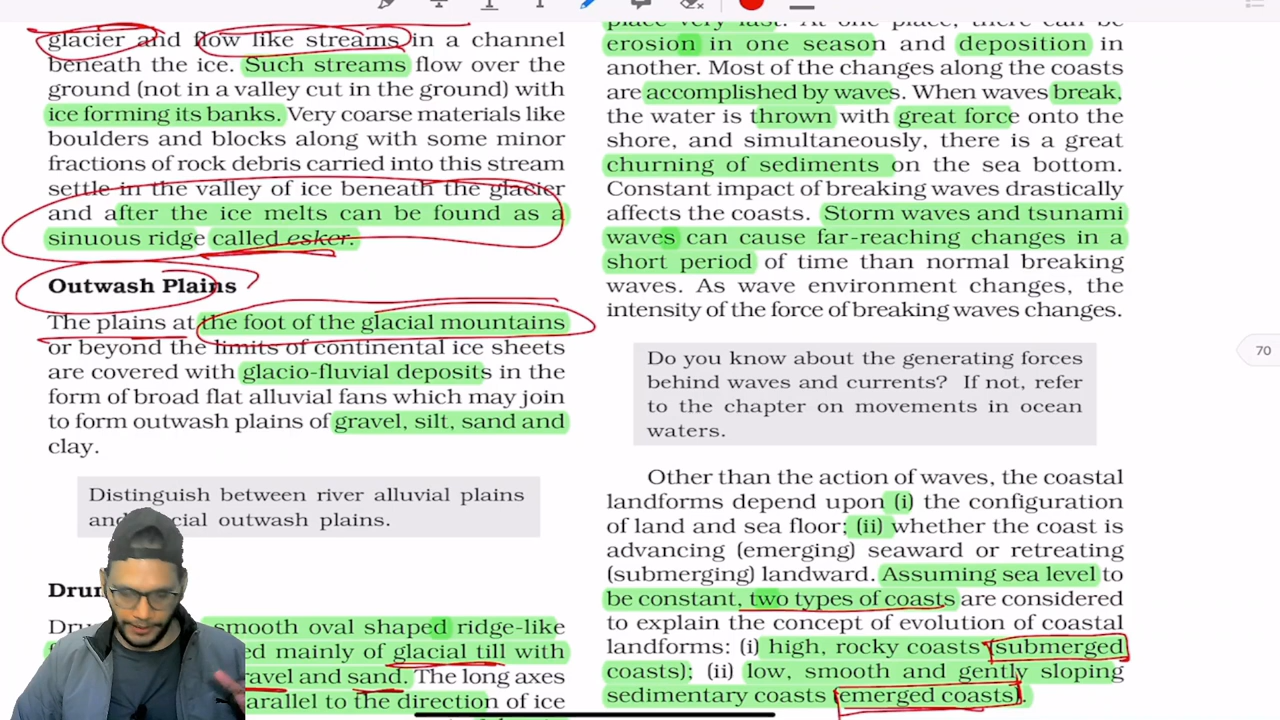 glacier and flow like streams in a channel
beneath the ice. Such streams flow over the
ground (not in a valley cut in the ground) with
ice forming its banks. Very coarse materials like
boulders and blocks along with some minor
fractions of rock debris carried into this stream
settle in the valley of ice beneath the glacier
and after the ice melts can be found as a
sinuous ridge called esker.
Outwash Plains
The plains at the foot of the glacial mountains
or beyond the limits of continental ice sheets
are covered with glacio-fluvial deposits in the
form of broad flat alluvial fans which may join
to form outwash plains of gravel, silt, sand and
clay.
Distinguish between river alluvial plains
outwash plains.
smooth oval shaped ridge-like
mainly of glacial till with
and sand. The long axes
to the direction of ice
place very fast. At one place, there can be
erosion in one season and deposition in
another. Most of the changes along the coasts
are accomplished by waves. When waves break,
the water is thrown with great force onto the
shore, and simultaneously, there is a great
churning of sediments on the sea bottom.
Constant impact of breaking waves drastically
affects the coasts. Storm waves and tsunami
waves can cause far-reaching changes in a
short period of time than normal breaking
waves. As wave environment changes, the
intensity of the force of breaking waves changes.
Do you know about the generating forces
behind waves and currents? If not, refer
to the chapter on movements in ocean
waters.
Other than the action of waves, the coastal
landforms depend upon (i) the configuration
of land and sea floor; (ii) whether the coast is
advancing (emerging) seaward or retreating
(submerging) landward. Assuming sea level to
be constant, two types of coasts are considered
to explain the concept of evolution of coastal
landforms: (i) high, rocky coasts (submerged
coasts); (ii) low, smooth and gently sloping
sedimentary coasts (emerged coasts).
70